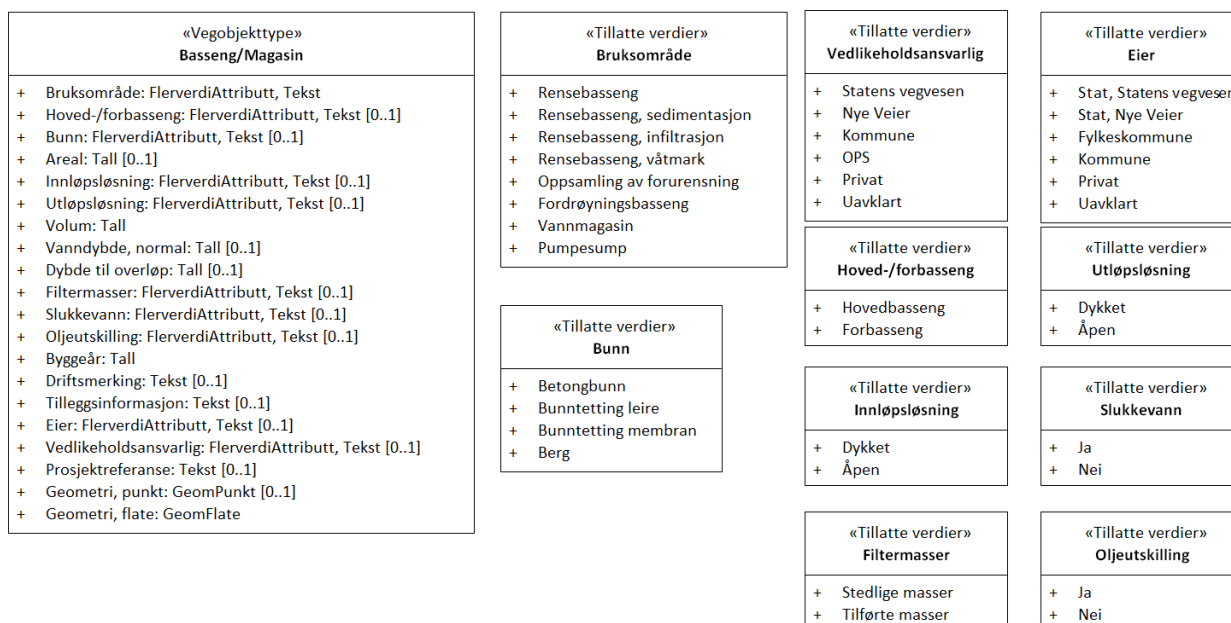 «Vegobjekttype»
Basseng/Magasin
+ Bruksområde: FlerverdiAttributt, Tekst
+ Hoved-/forbasseng: FlerverdiAttributt, Tekst [0..1]
+ Bunn: FlerverdiAttributt, Tekst [0..1]
+ Areal: Tall [0..1]
+ Innløpsløsning: FlerverdiAttributt, Tekst [0..1]
+ Utløpsløsning: FlerverdiAttributt, Tekst [0..1]
+ Volum: Tall
+ Vanndybde, normal: Tall [0..1]
+ Dybde til overløp: Tall [0..1]
+ Filtermasser: FlerverdiAttributt, Tekst [0..1]
+ Slukkevann: FlerverdiAttributt, Tekst [0..1]
+ Oljeutskilling: FlerverdiAttributt, Tekst [0..1]
+ Byggeår: Tall
+ Driftsmerking: Tekst [0..1]
+ Tilleggsinformasjon: Tekst [0..1]
+ Eier: FlerverdiAttributt, Tekst [0..1]
+ Vedlikeholdsansvarlig: FlerverdiAttributt, Tekst [0..1]
+ Prosjektreferanse: Tekst [0..1]
+ Geometri, punkt: GeomPunkt [0..1]
+ Geometri, flate: GeomFlate
«Tillatte verdier»
Bruksområde
+ Rensebasseng
+ Rensebasseng, sedimentasjon
+ Rensebasseng, infiltrasjon
+ Rensebasseng, våtmark
+ Oppsamling av forurensning
+ Fordrøyningsbasseng
+ Vannmagasin
+ Pumpesump
«Tillatte verdier»
Bunn
+ Betongbunn
+ Bunntetting leire
+ Bunntetting membran
+ Berg
«Tillatte verdier»
Vedlikeholdsansvarlig
+ Statens vegvesen
+ Nye Veier
+ Kommune
+ OPS
+ Privat
+ Uavklart
«Tillatte verdier»
Eier
+ Stat, Statens vegvesen
+ Stat, Nye Veier
+ Fylkeskommune
+ Kommune
+ Privat
+ Uavklart
«Tillatte verdier»
Hoved-/forbasseng
+ Hovedbasseng
+ Forbasseng
«Tillatte verdier»
Utløpsløsning
+ Dykket
+ Åpen
«Tillatte verdier»
Innløpsløsning
+ Dykket
+ Åpen
«Tillatte verdier»
Slukkevann
+ Ja
+ Nei
«Tillatte verdier»
Filtermasser
+ Stedlige masser
+ Tilførte masser
«Tillatte verdier»
Oljeutskilling
+ Ja
+ Nei